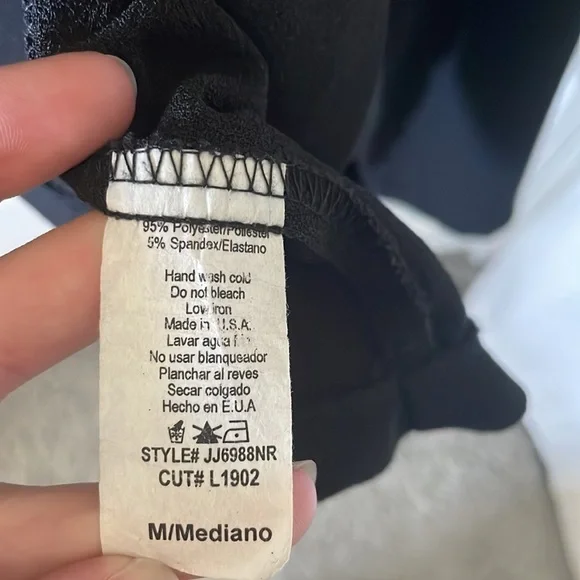 95% Polyester/Poliester
5% Spandex/Elastano
Hand wash cold
Do not bleach
Low iron
Made in U.S.A.
Lavar agua
No usar blanqueador
Planchar al reves
Secar colgado
Hecho en E.U.A
STYLE# JJ6988NR
CUT# L1902
M/Mediano